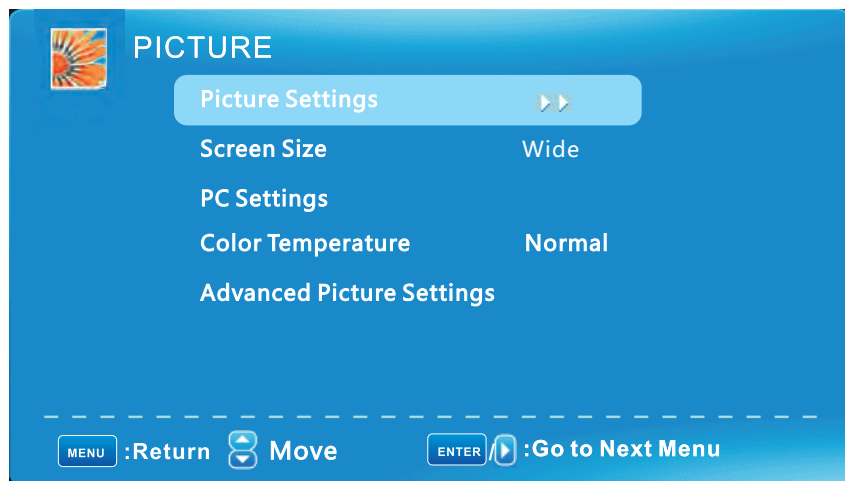 PICTURE
Picture Settings
Screen Size Wide
PC Settings
Color Temperature Normal
Advanced Picture Settings
MENU :Return Move ENTER / :Go to Next Menu